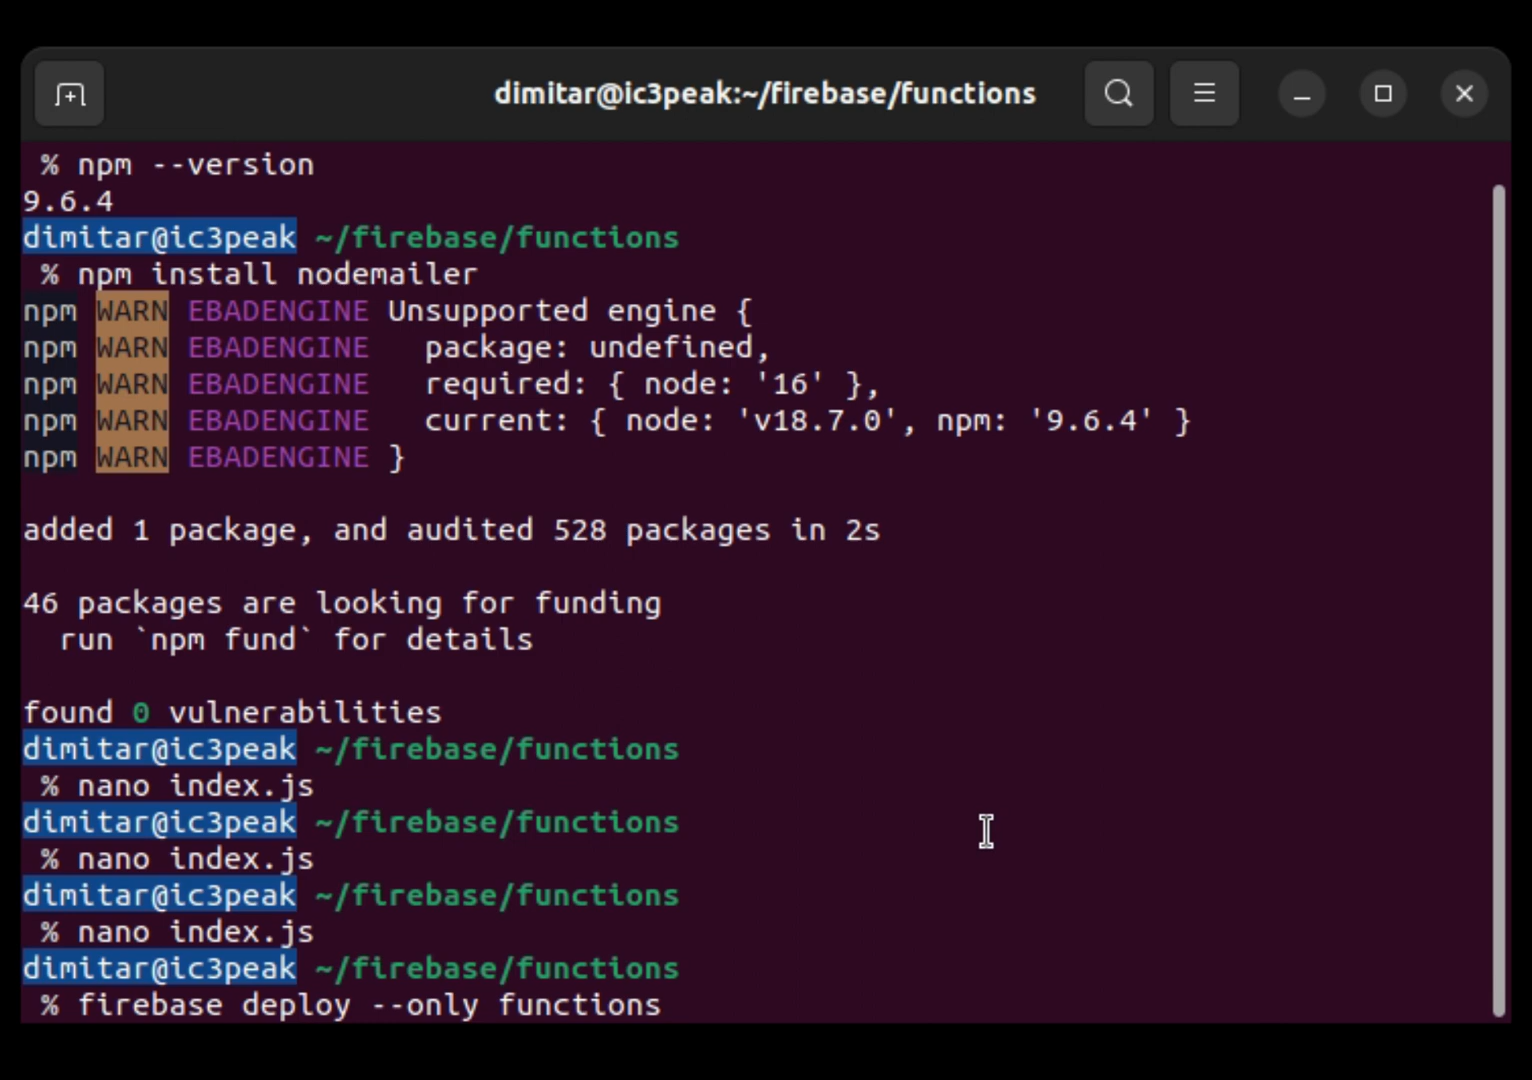 dimitar@ic3peak:~/firebase/functions
% npm --version
9.6.4
dimitar@ic3peak ~/firebase/functions
% npm install nodemailer
npm WARN EBADENGINE Unsupported engine {
npm WARN EBADENGINE   package: undefined,
npm WARN EBADENGINE   required: { node: '16' },
npm WARN EBADENGINE   current: { node: 'v18.7.0', npm: '9.6.4' }
npm WARN EBADENGINE }
added 1 package, and audited 528 packages in 2s
46 packages are looking for funding
  run `npm fund` for details
found 0 vulnerabilities
dimitar@ic3peak ~/firebase/functions
% nano index.js
dimitar@ic3peak ~/firebase/functions
% nano index.js
dimitar@ic3peak ~/firebase/functions
% nano index.js
dimitar@ic3peak ~/firebase/functions
% firebase deploy --only functions